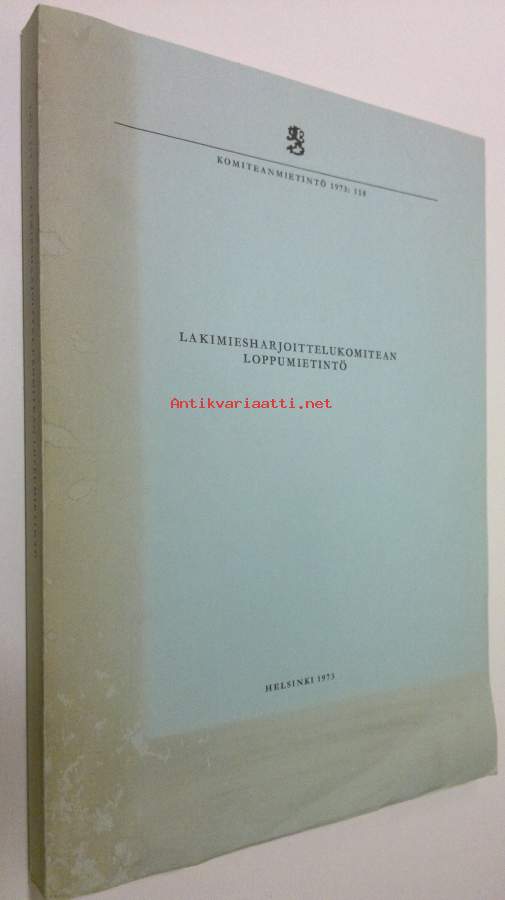 KOMITEANMIETINTÖ 1973: 118
LAKIMIESHARJOITTELUKOMITEAN
LOPPUMIETINTÖ
Antikvariaatti.net
HELSINKI 1973